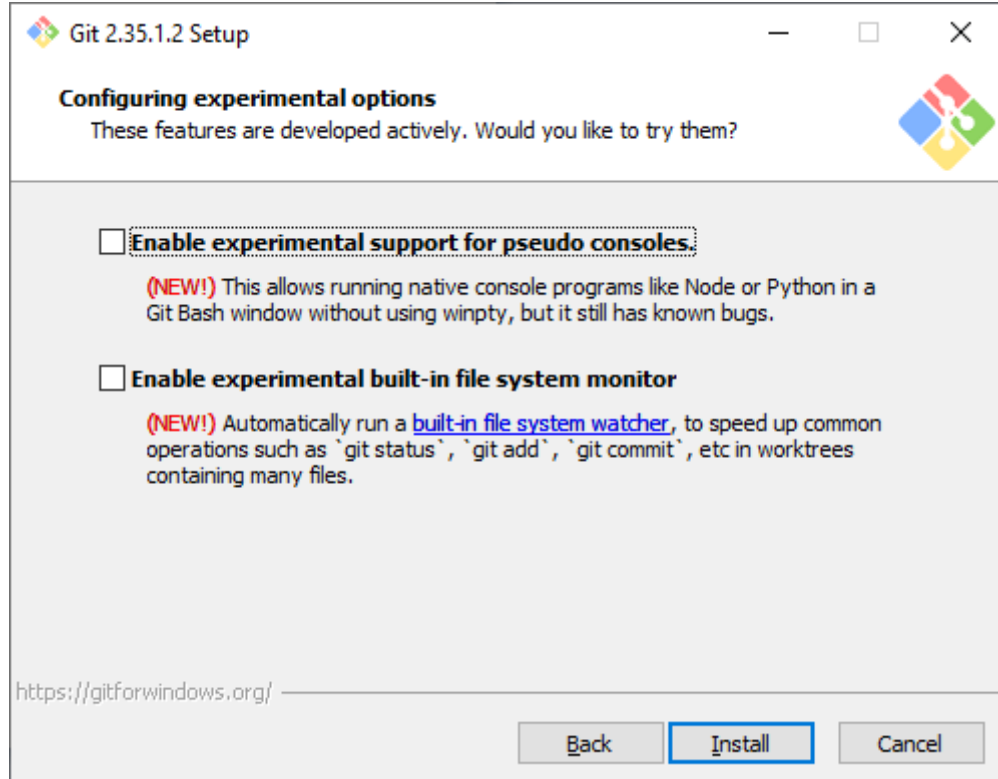 Git 2.35.1.2 Setup
Configuring experimental options
These features are developed actively. Would you like to try them?
Enable experimental support for pseudo consoles.
(NEW!) This allows running native console programs like Node or Python in a
Git Bash window without using winpty, but it still has known bugs.
Enable experimental built-in file system monitor
(NEW!) Automatically run a built-in file system watcher, to speed up common
operations such as `git status`, `git add`, `git commit`, etc in worktrees
containing many files.
https://gitforwindows.org/
Back
Install
Cancel